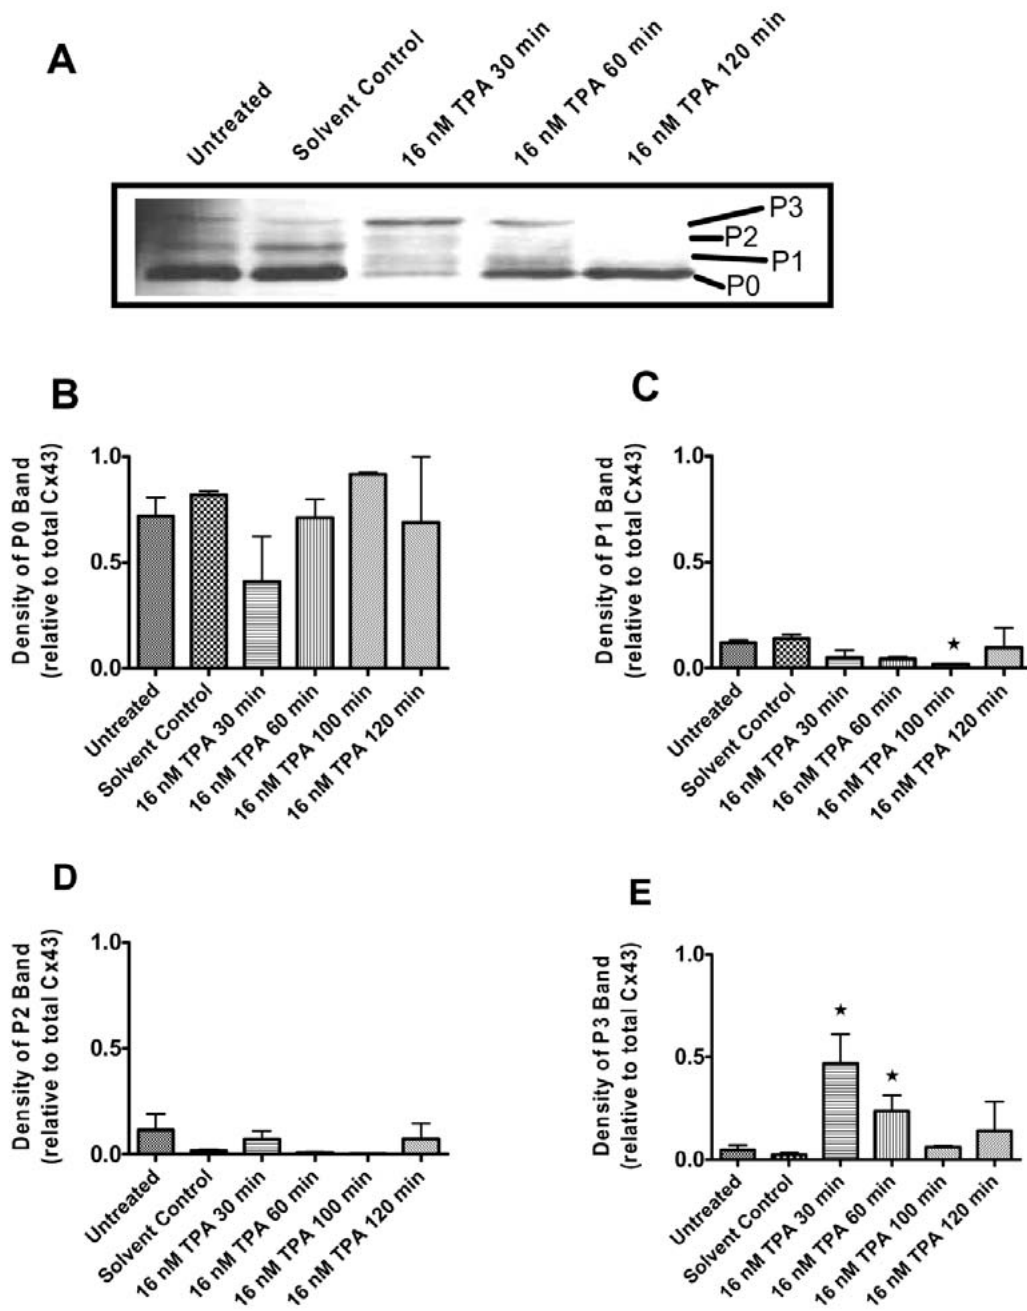 A
Untreated
Solvent Control
16 nM TPA 30 min
16 nM TPA 60 min
16 nM TPA 120 min
P3
P2
P1
P0
B
Density of P0 Band
(relative to total Cx43)
1.0
0.5
0.0
Untreated
Solvent Control
16 nM TPA 30 min
16 nM TPA 60 min
16 nM TPA 100 min
16 nM TPA 120 min
C
Density of P1 Band
(relative to total Cx43)
1.0
0.5
0.0
★
Untreated
Solvent Control
16 nM TPA 30 min
16 nM TPA 60 min
16 nM TPA 100 min
16 nM TPA 120 min
D
Density of P2 Band
(relative to total Cx43)
1.0
0.5
0.0
Untreated
Solvent Control
16 nM TPA 30 min
16 nM TPA 60 min
16 nM TPA 100 min
16 nM TPA 120 min
E
Density of P3 Band
(relative to total Cx43)
1.0
0.5
0.0
★
★
Untreated
Solvent Control
16 nM TPA 30 min
16 nM TPA 60 min
16 nM TPA 100 min
16 nM TPA 120 min